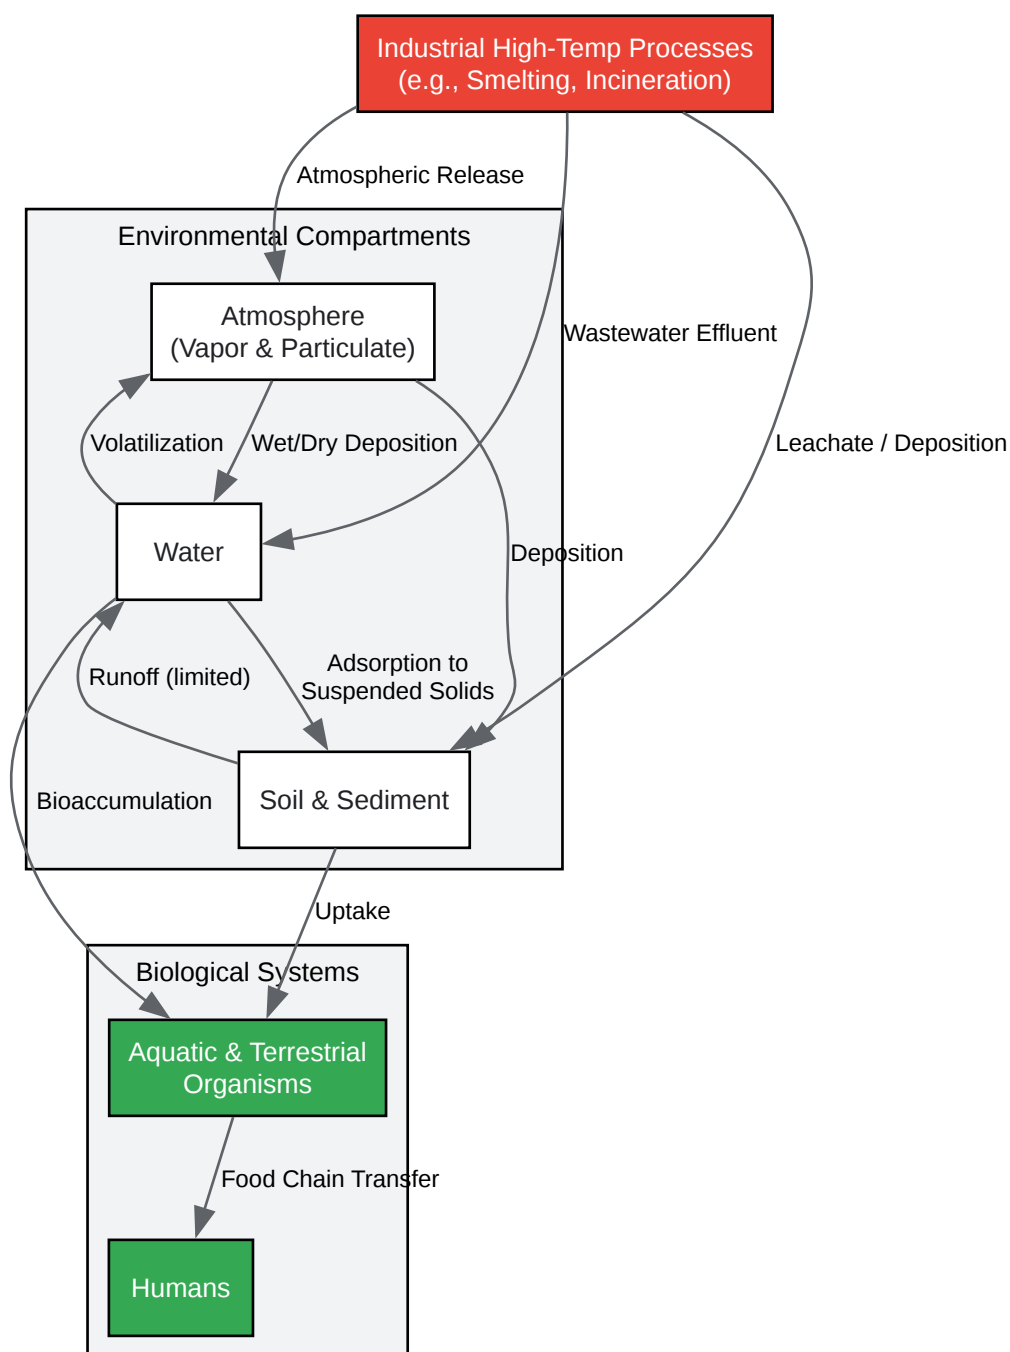 Industrial High-Temp Processes
(e.g., Smelting, Incineration)
Atmospheric Release
Environmental Compartments
Atmosphere
(Vapor & Particulate)
Wastewater Effluent
Volatilization
Wet/Dry Deposition
Leachate / Deposition
Water
Deposition
Runoff (limited)
Adsorption to
Suspended Solids
Bioaccumulation
Soil & Sediment
Uptake
Biological Systems
Aquatic & Terrestrial
Organisms
Food Chain Transfer
Humans